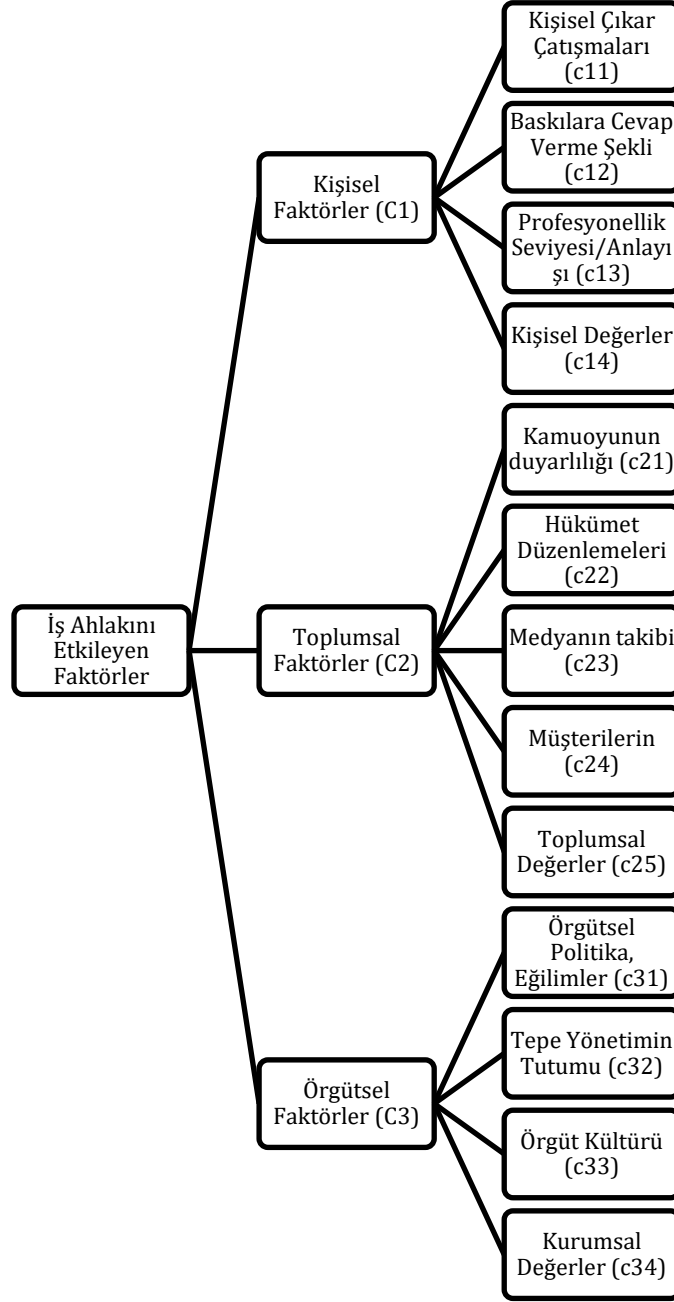 Kişisel Çıkar
Çatışmaları
(c11)
Baskılara Cevap
Verme Şekli
(c12)
Kişisel
Faktörler (C1)
Profesyonellik
Seviyesi/Anlayı
şı (c13)
Kişisel Değerler
(c14)
Kamuoyunun
duyarlılığı (c21)
Hükümet
Düzenlemeleri
(c22)
İş Ahlakını
Etkileyen
Faktörler
Toplumsal
Faktörler (C2)
Medyanın takibi
(c23)
Müşterilerin
(c24)
Toplumsal
Değerler (c25)
Örgütsel
Politika,
Eğilimler (c31)
Tepe Yönetimin
Tutumu (c32)
Örgütsel
Faktörler (C3)
Örgüt Kültürü
(c33)
Kurumsal
Değerler (c34)